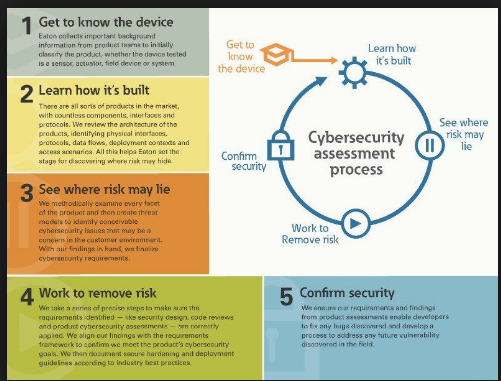 1 Get to know the device
Eaton collects important background
information from product teams to initially
classify the product, whether the device tested
is a sensor, actuator, field device or system.
2 Learn how it's built
There are all sorts of products in the market,
with countless components, interfaces and
protocols. We review the architecture of the
products, identifying physical interfaces,
protocols, data flows, deployment contexts and
access scenarios. All this helps Eaton set the
stage for discovering where risk may hide.
3 See where risk may lie
We methodically examine every facet
of the product and then create threat
models to identify conceivable
cybersecurity issues that may be a
concern in the customer environment.
With our findings in hand, we finalize
cybersecurity requirements.
Get to
know the
device
Learn how
it's built
See where
risk may
lie
Work to
Remove risk
Confirm
security
Cybersecurity
assessment
process
4 Work to remove risk
We take a series of precise steps to make sure the
requirements identified — like security design, code reviews
and product cybersecurity assessments — are correctly
applied. We align our findings with the requirements
framework to confirm we meet the product's cybersecurity
goals. We then document secure hardening and deployment
guidelines according to industry best practices.
5 Confirm security
We ensure our requirements and findings
from product assessments enable developers
to fix any bugs discovered and develop a
process to address any future vulnerability
discovered in the field.